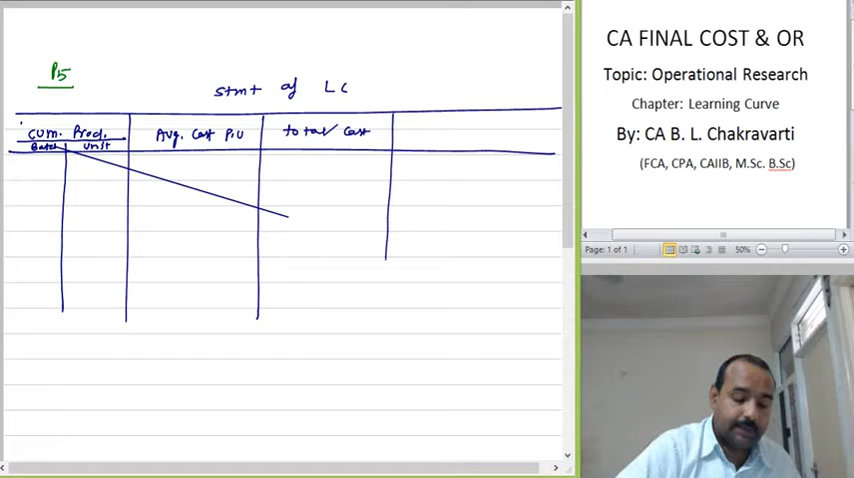 P5
Stmt of LC
Cum. Prod.
Batch Unit
Avg. Cost P.U
total Cost
CA FINAL COST & OR
Topic: Operational Research
Chapter: Learning Curve
By: CA B. L. Chakravarti
(FCA, CPA, CAIIB, M.Sc. B.Sc)
Page: 1 of 1
50%